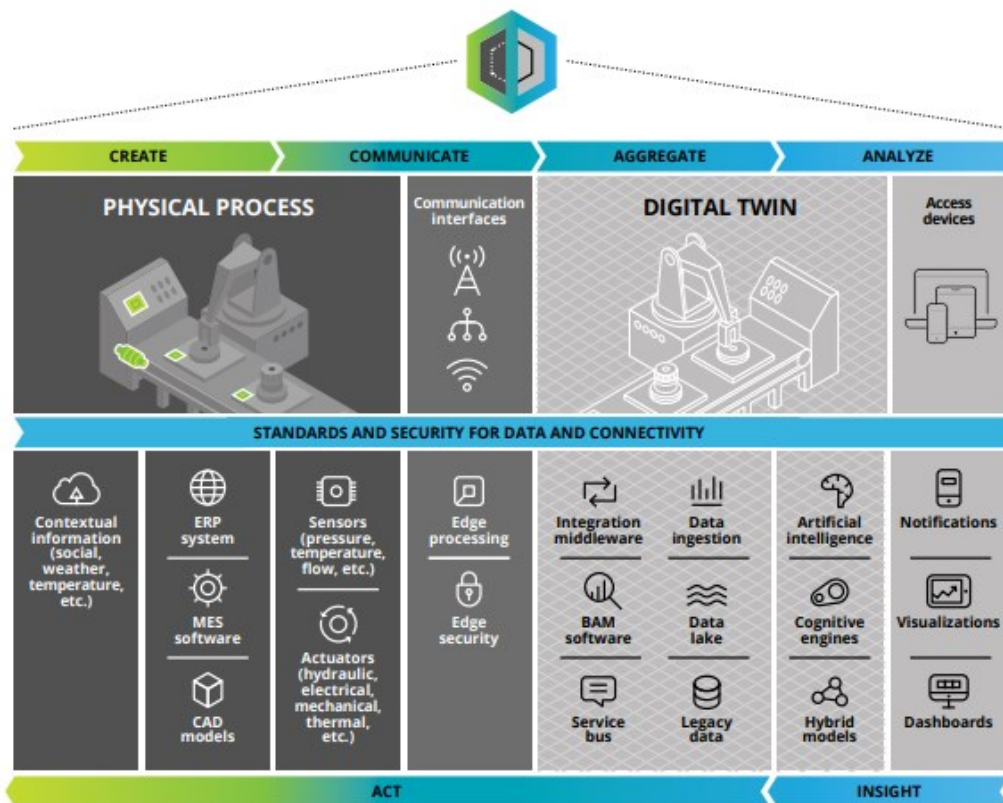 CREATE
COMMUNICATE
AGGREGATE
ANALYZE
PHYSICAL PROCESS
Communication
interfaces
DIGITAL TWIN
Access
devices
STANDARDS AND SECURITY FOR DATA AND CONNECTIVITY
Contextual
information
(social,
weather,
temperature,
etc.)
ERP
system
MES
software
CAD
models
Sensors
(pressure,
temperature,
flow, etc.)
Actuators
(hydraulic,
electrical,
mechanical,
thermal,
etc.)
Edge
processing
Edge
security
Integration
middleware
BAM
software
Service
bus
Data
ingestion
Data
lake
Legacy
data
Artificial
intelligence
Cognitive
engines
Hybrid
models
Notifications
Visualizations
Dashboards
ACT
INSIGHT